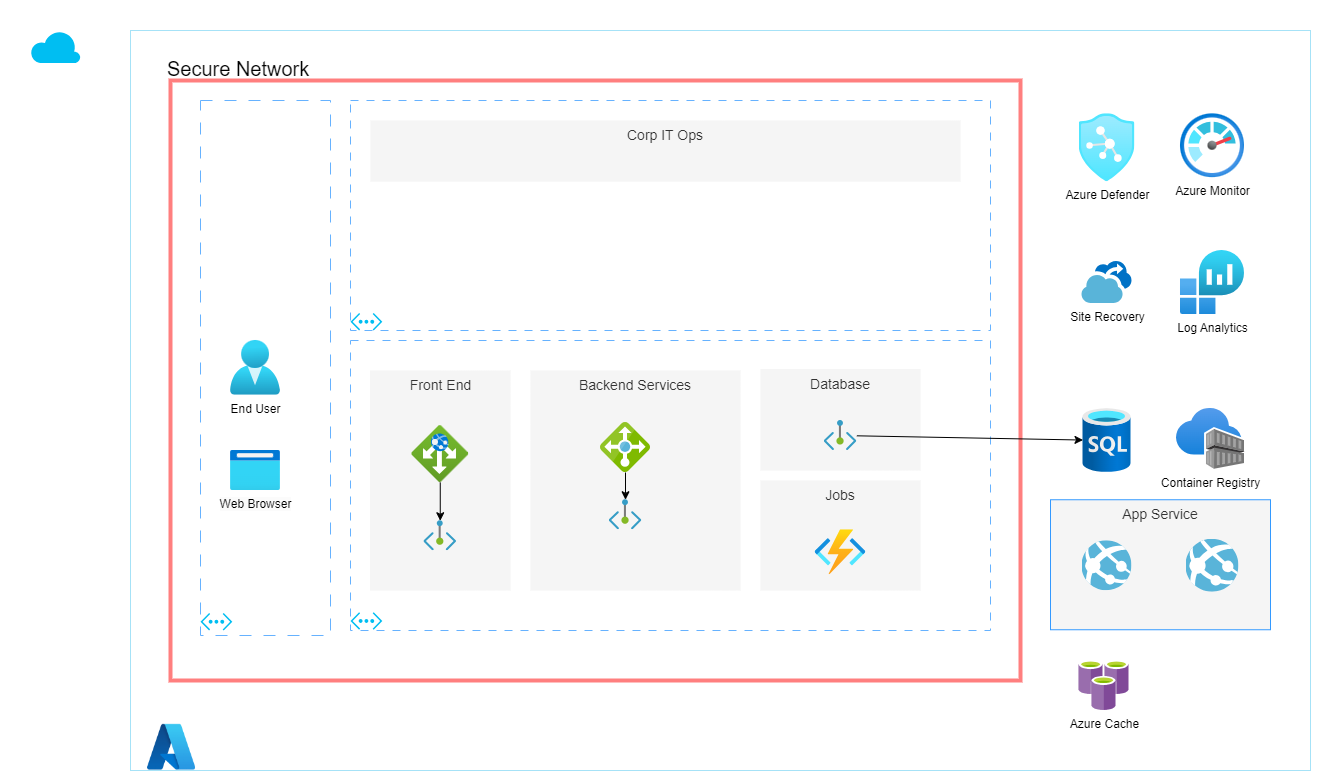 Secure Network
Corp IT Ops
Azure Defender
Azure Monitor
Site Recovery
Log Analytics
End User
Web Browser
Front End
Backend Services
Database
Jobs
SQL
Container Registry
App Service
Azure Cache